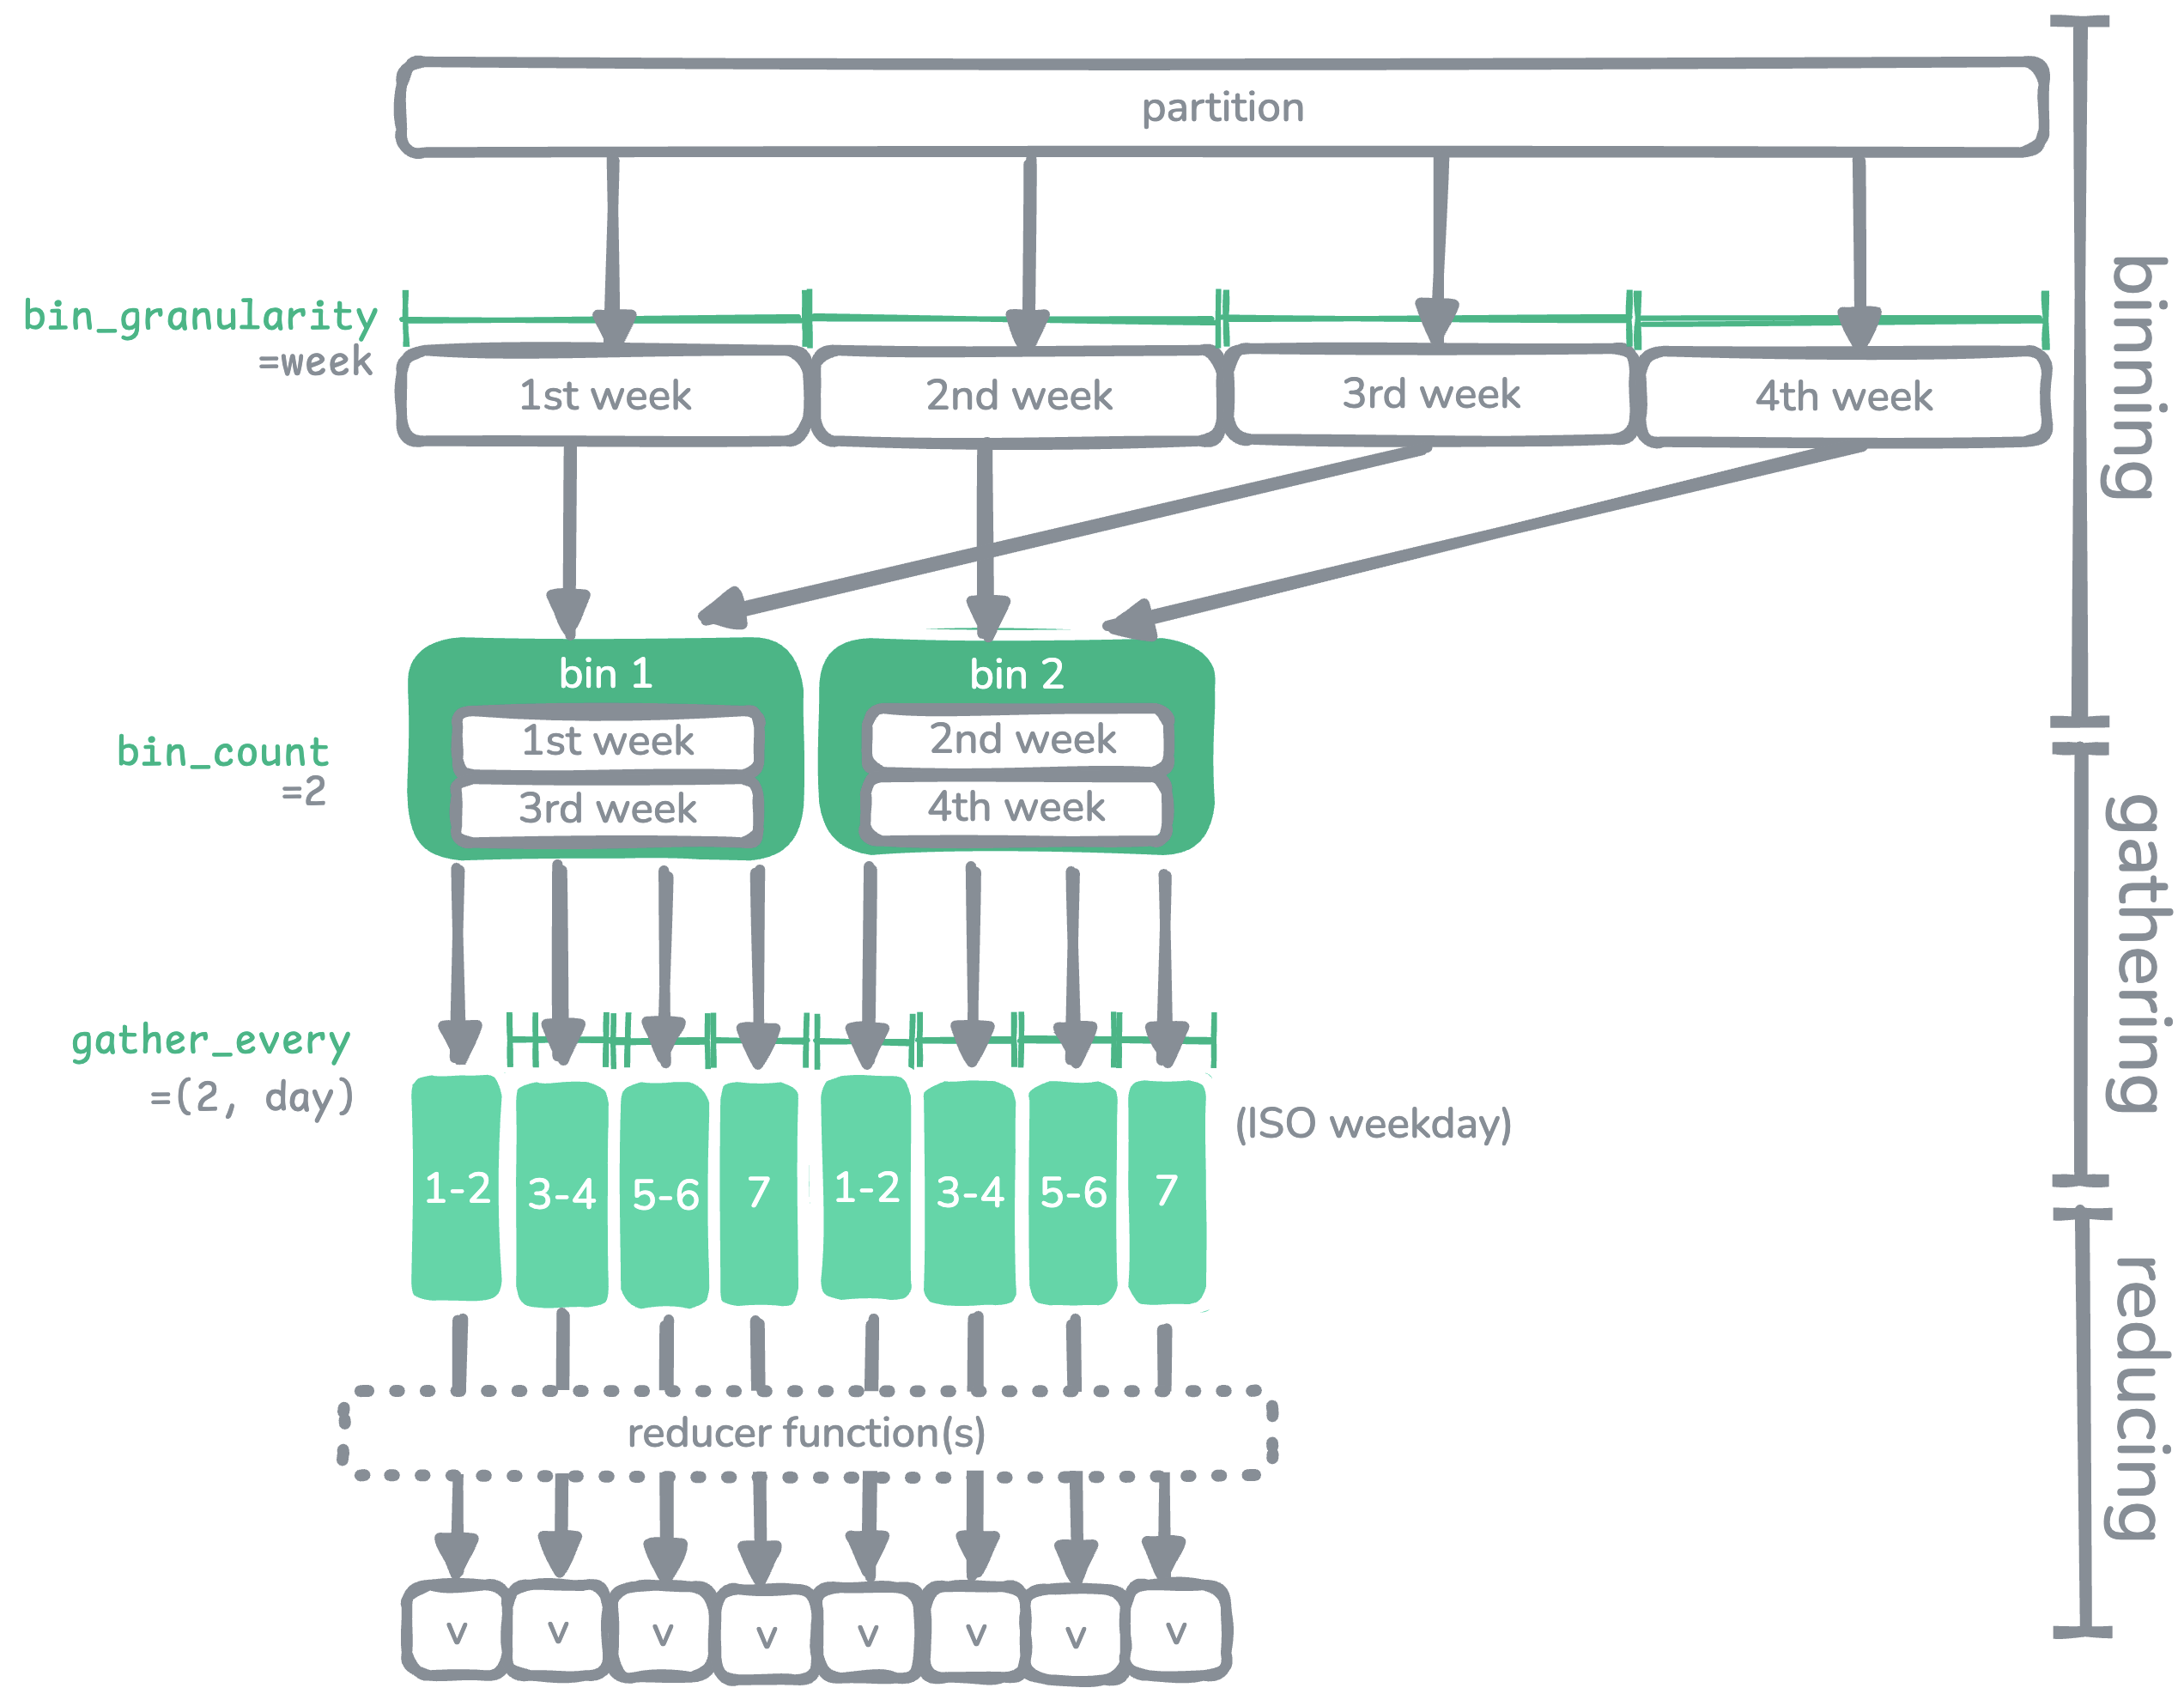 partition
bin_granularity
=week
1st week
2nd week
3rd week
4th week
binning
bin 1
1st week
3rd week
bin 2
2nd week
4th week
bin_count
=2
gathering
gather_every
=(2, day)
1-2
3-4
5-6
7
1-2
3-4
5-6
7
(ISO weekday)
reducing
reducer function(s)
v
v
v
v
v
v
v
v